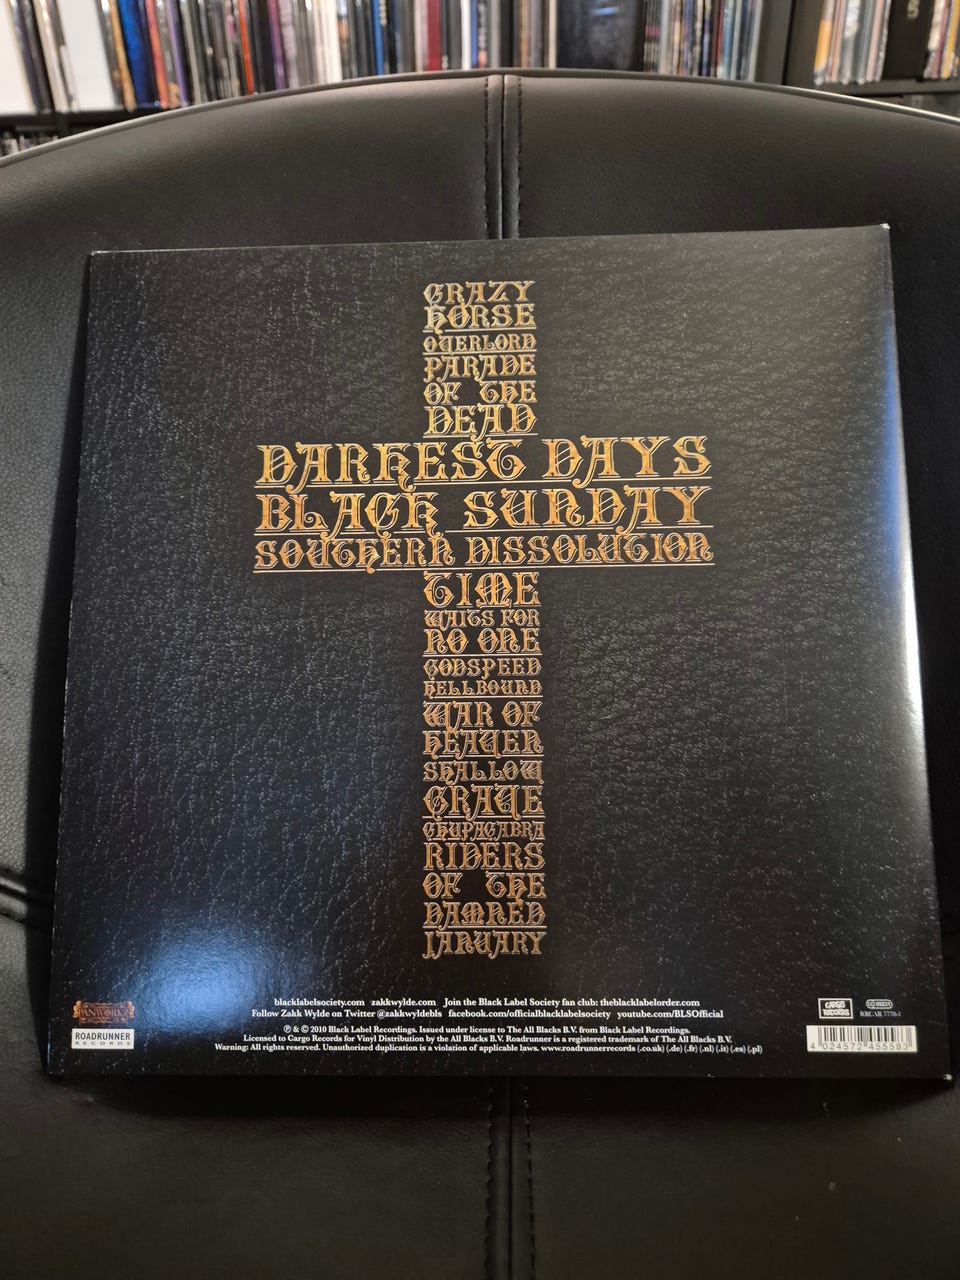 CRAZY
HORSE
OVERLORD
PARADE
OF THE
DEAD
DARKEST DAYS
BLACK SUNDAY
SOUTHERN DISSOLUTION
TIME
WAITS FOR
NO ONE
GODSPEED
HELLBOUND
WAR OF
HEAVEN
SHALLOW
GRAVE
CHUPACABRA
RIDERS
OF THE
DAMNED
JANUARY
blacklabelsociety.com zakkwylde.com Join the Black Label Society fan club: theblacklabelorder.com
Follow Zakk Wylde on Twitter @zakkwyldebls facebook.com/officialblacklabelsociety youtube.com/BLSOfficial
℗ & © 2010 Black Label Recordings. Issued under license to The All Blacks B.V. from Black Label Recordings.
Licensed to Cargo Records for Vinyl Distribution by the All Blacks B.V. Roadrunner is a registered trademark of The All Blacks B.V.
Warning: All rights reserved. Unauthorized duplication is a violation of applicable laws. www.roadrunnerrecords (.co.uk) (.de) (.fr) (.nl) (.it) (.es) (.pl)
ROADRUNNER
RECORDS
CARGO
RECORDS
RRCAR 7770-1
4 024572 455583